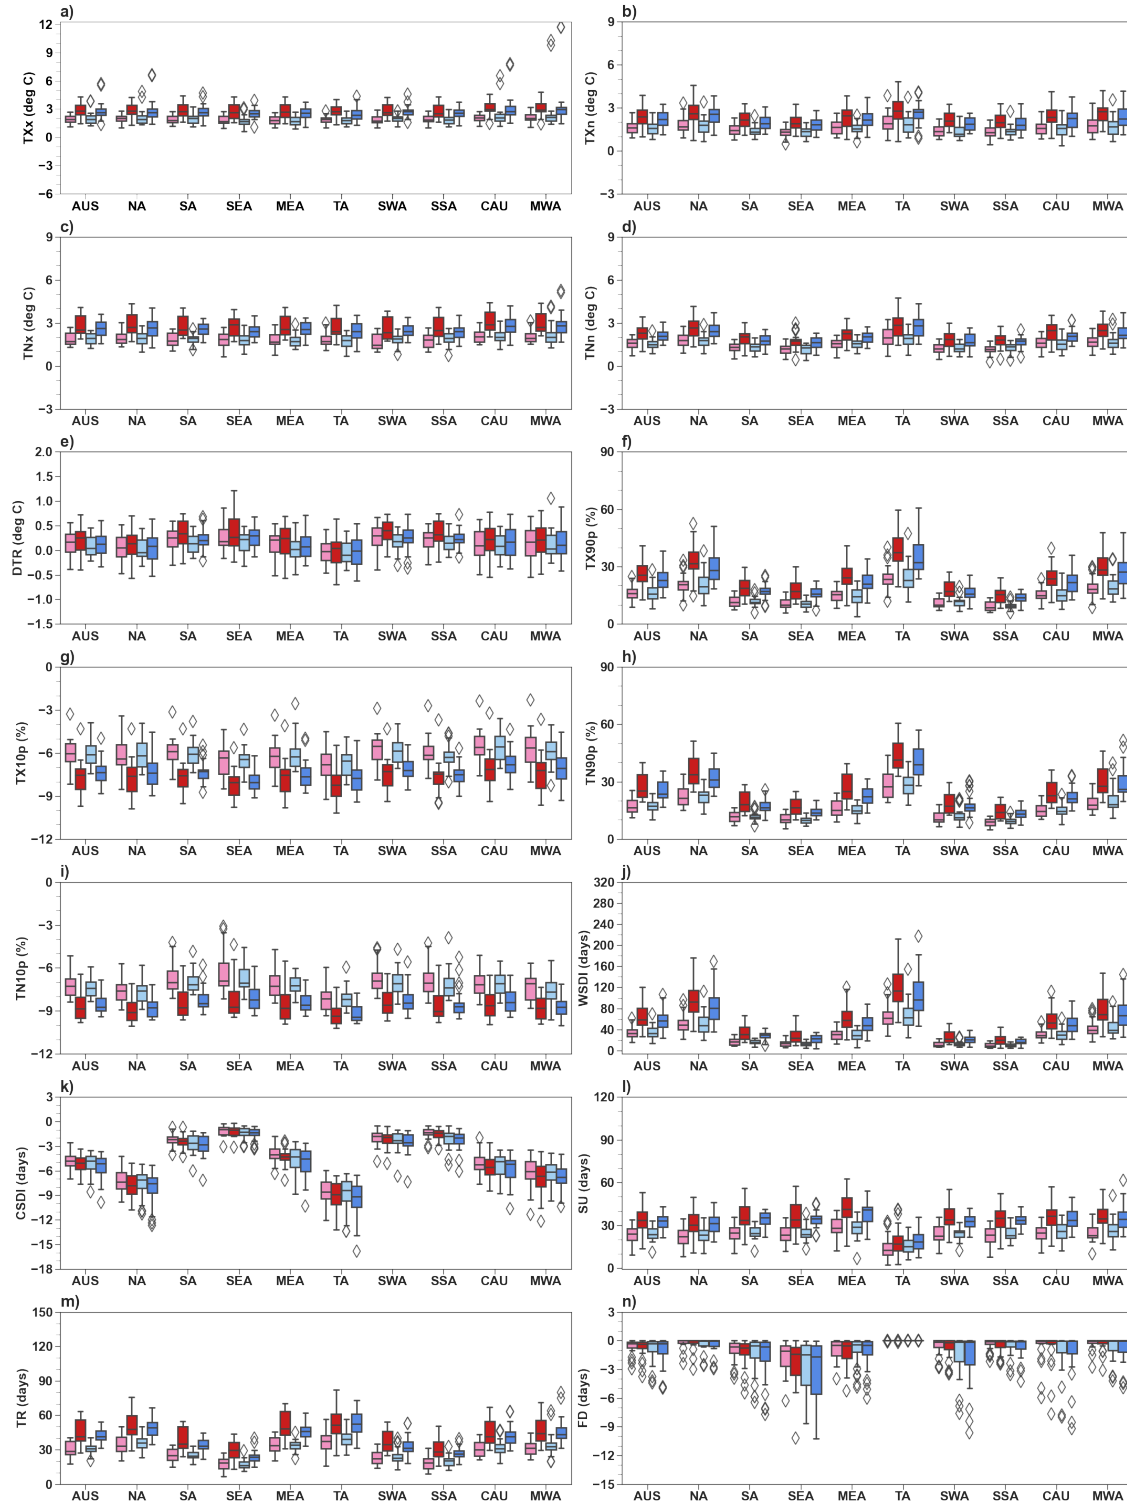 a)
12
9
6
3
0
−3
−6
TXx (deg C)
AUS NA SA SEA MEA TA SWA SSA CAU MWA
b)
9
6
3
0
−3
TXn (deg C)
AUS NA SA SEA MEA TA SWA SSA CAU MWA
c)
9
6
3
0
−3
TNx (deg C)
AUS NA SA SEA MEA TA SWA SSA CAU MWA
d)
9
6
3
0
−3
TNn (deg C)
AUS NA SA SEA MEA TA SWA SSA CAU MWA
e)
2.0
1.5
1.0
0.5
0.0
−0.5
−1.0
−1.5
DTR (deg C)
AUS NA SA SEA MEA TA SWA SSA CAU MWA
f)
90
60
30
0
TX90p (%)
AUS NA SA SEA MEA TA SWA SSA CAU MWA
g)
0
−3
−6
−9
−12
TX10p (%)
AUS NA SA SEA MEA TA SWA SSA CAU MWA
h)
90
60
30
0
TN90p (%)
AUS NA SA SEA MEA TA SWA SSA CAU MWA
i)
0
−3
−6
−9
−12
TN10p (%)
AUS NA SA SEA MEA TA SWA SSA CAU MWA
j)
320
280
240
200
160
120
80
40
0
WSDI (days)
AUS NA SA SEA MEA TA SWA SSA CAU MWA
k)
3
0
−3
−6
−9
−12
−15
−18
CSDI (days)
AUS NA SA SEA MEA TA SWA SSA CAU MWA
l)
120
90
60
30
0
SU (days)
AUS NA SA SEA MEA TA SWA SSA CAU MWA
m)
150
120
90
60
30
0
TR (days)
AUS NA SA SEA MEA TA SWA SSA CAU MWA
n)
3
0
−3
−6
−9
−12
−15
FD (days)
AUS NA SA SEA MEA TA SWA SSA CAU MWA